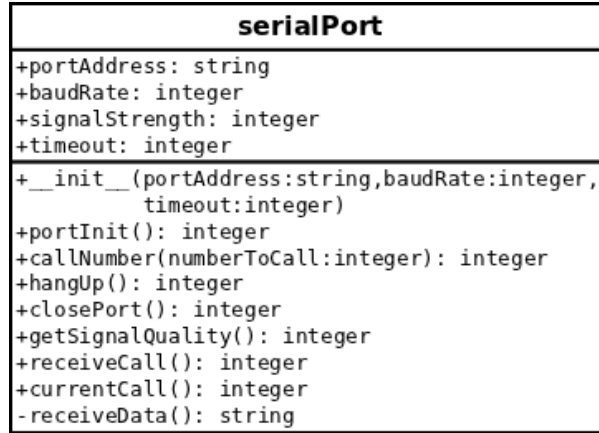 serialPort
+portAddress: string
+baudRate: integer
+signalStrength: integer
+timeout: integer
+__init__(portAddress:string,baudRate:integer,
timeout:integer)
+portInit(): integer
+callNumber(numberToCall:integer): integer
+hangUp(): integer
+closePort(): integer
+getSignalQuality(): integer
+receiveCall(): integer
+currentCall(): integer
-receiveData(): string